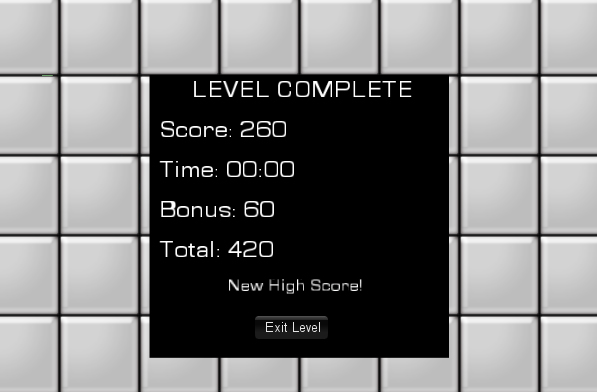 LEVEL COMPLETE
Score: 260
Time: 00:00
Bonus: 60
Total: 420
New High Score!
Exit Level